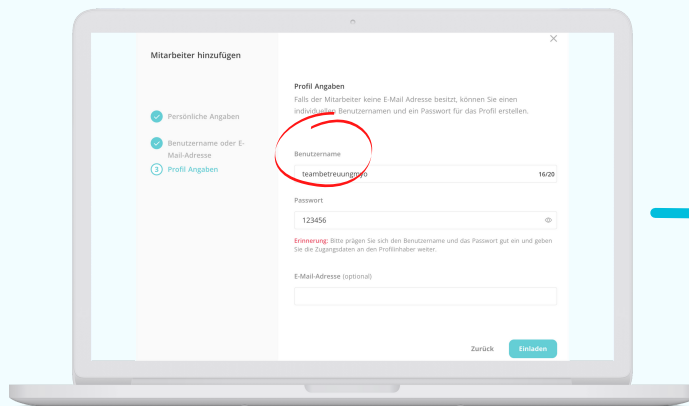 Mitarbeiter hinzufügen
Persönliche Angaben
Benutzername oder E-
Mail-Adresse
3 Profil Angaben
Profil Angaben
Falls der Mitarbeiter keine E-Mail Adresse besitzt, können Sie einen
individuellen Benutzernamen und ein Passwort für das Profil erstellen.
Benutzername
teambetreuungmyo 16/20
Passwort
123456
Erinnerung: Bitte prägen Sie sich den Benutzername und das Passwort gut ein und geben
Sie die Zugangsdaten an den Profilinhaber weiter.
E-Mail-Adresse (optional)
Zurück Einladen